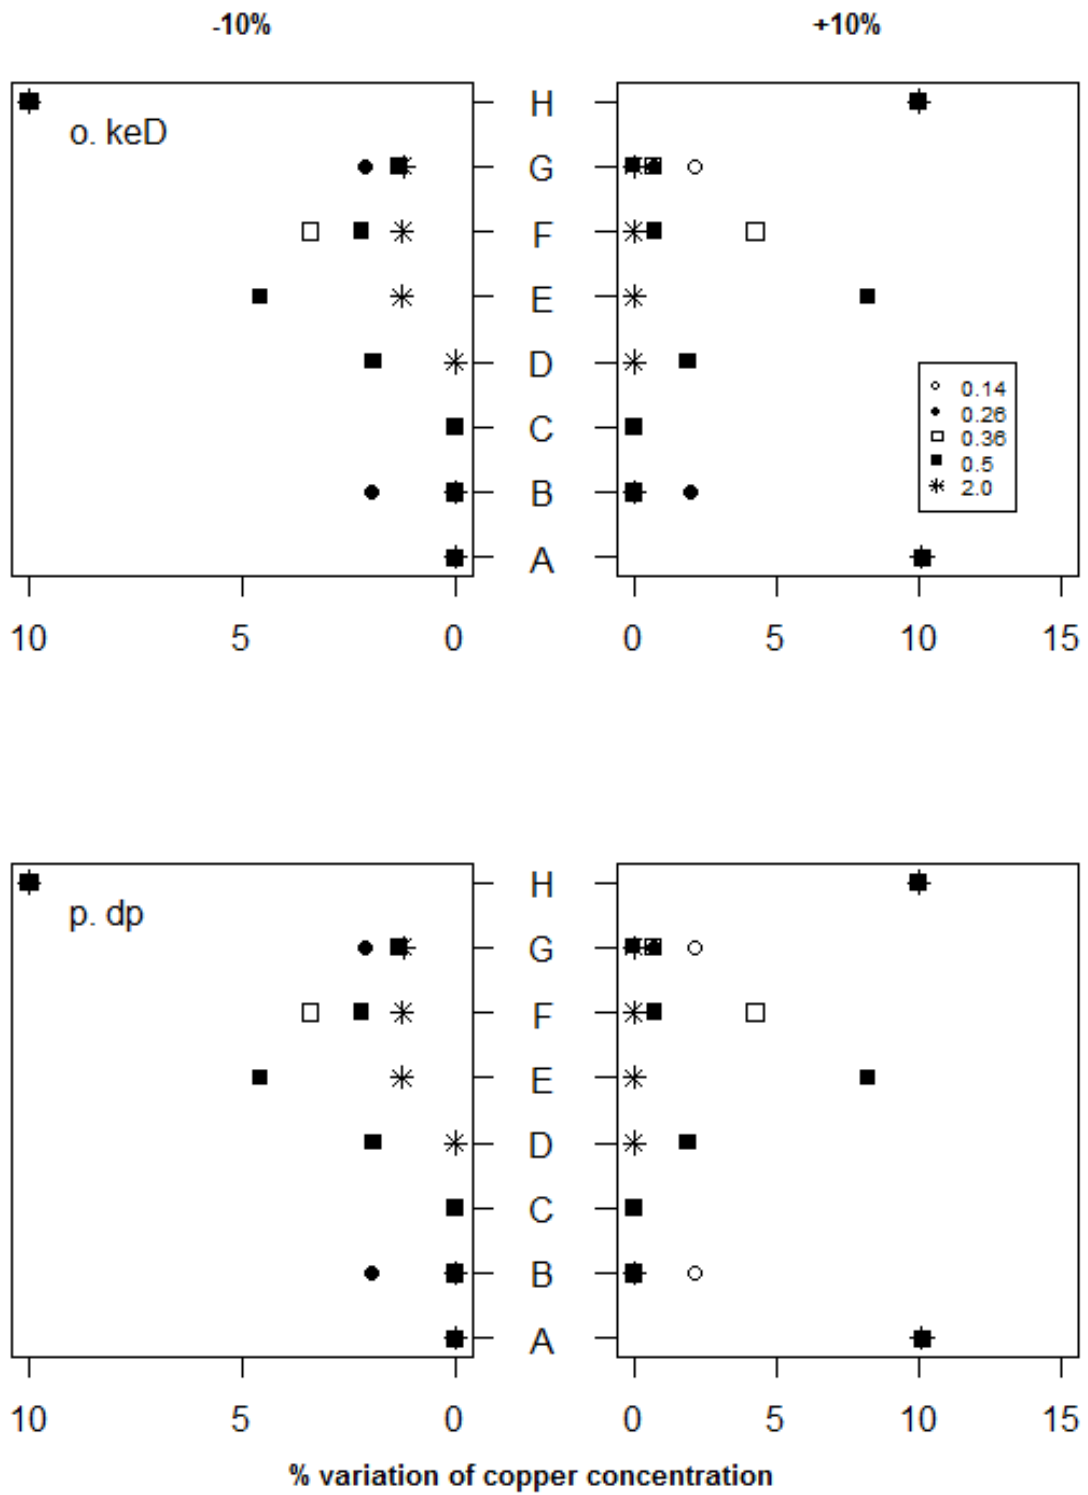 -10% +10%
o. keD
H
G
F
E
D
C
B
A
0.14
0.26
0.36
0.5
2.0
10 5 0 0 5 10 15
p. dp
H
G
F
E
D
C
B
A
10 5 0 0 5 10 15
% variation of copper concentration